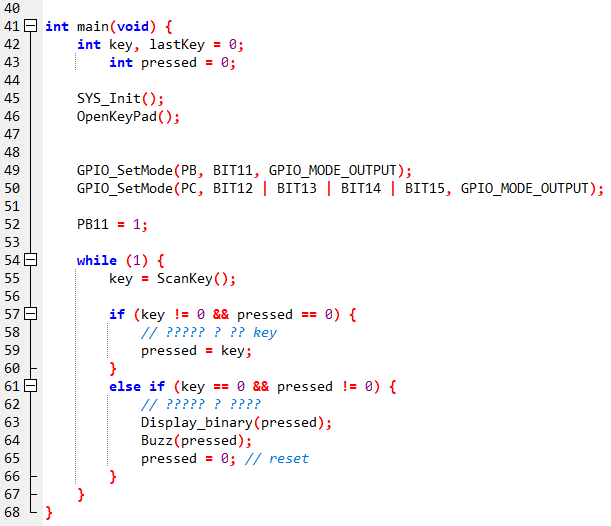 40
41 int main(void) {
42 int key, lastKey = 0;
43 int pressed = 0;
44
45 SYS_Init();
46 OpenKeyPad();
47
48
49 GPIO_SetMode(PB, BIT11, GPIO_MODE_OUTPUT);
50 GPIO_SetMode(PC, BIT12 | BIT13 | BIT14 | BIT15, GPIO_MODE_OUTPUT);
51
52 PB11 = 1;
53
54 while (1) {
55 key = ScanKey();
56
57 if (key != 0 && pressed == 0) {
58 // ????? ? ?? key
59 pressed = key;
60 }
61 else if (key == 0 && pressed != 0) {
62 // ????? ? ????
63 Display_binary(pressed);
64 Buzz(pressed);
65 pressed = 0; // reset
66 }
67 }
68 }